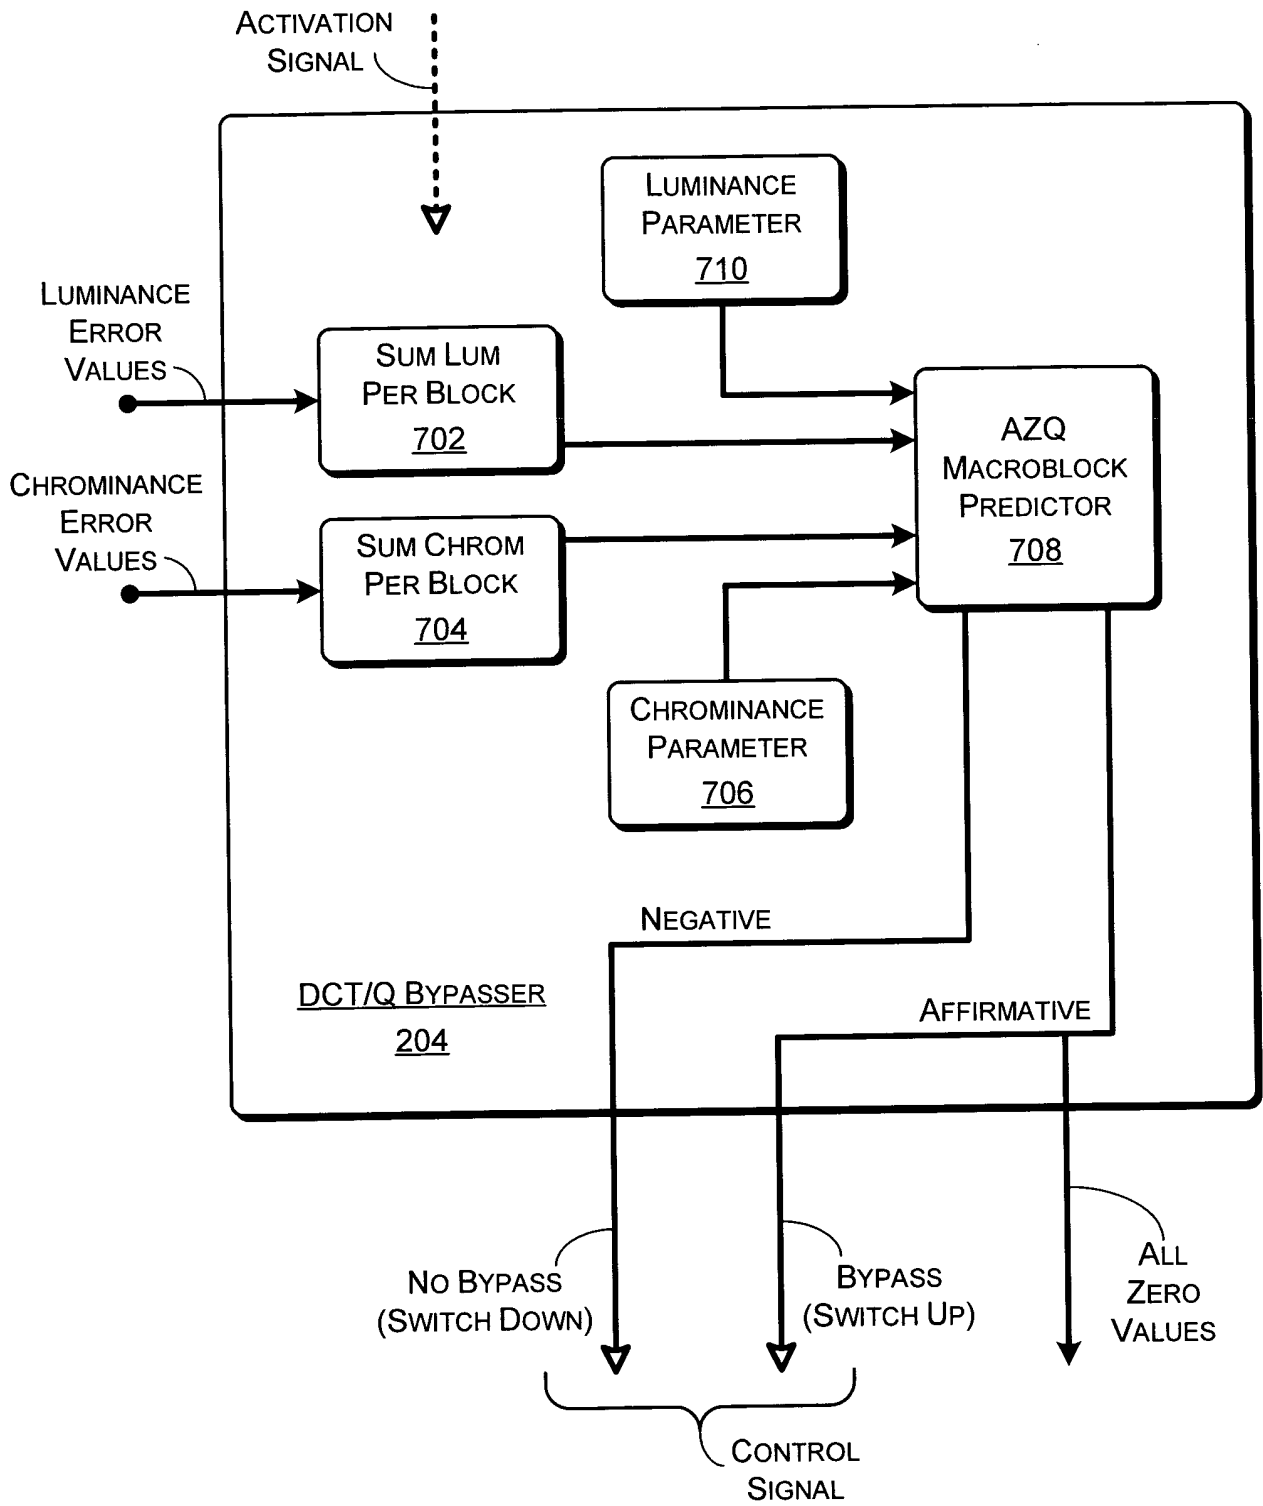 ACTIVATION
SIGNAL
LUMINANCE
PARAMETER
710
LUMINANCE
ERROR
VALUES
SUM LUM
PER BLOCK
702
AZQ
MACROBLOCK
PREDICTOR
708
CHROMINANCE
ERROR
VALUES
SUM CHROM
PER BLOCK
704
CHROMINANCE
PARAMETER
706
NEGATIVE
DCT/Q BYPASSER
204
AFFIRMATIVE
NO BYPASS
(SWITCH DOWN)
BYPASS
(SWITCH UP)
ALL
ZERO
VALUES
CONTROL
SIGNAL